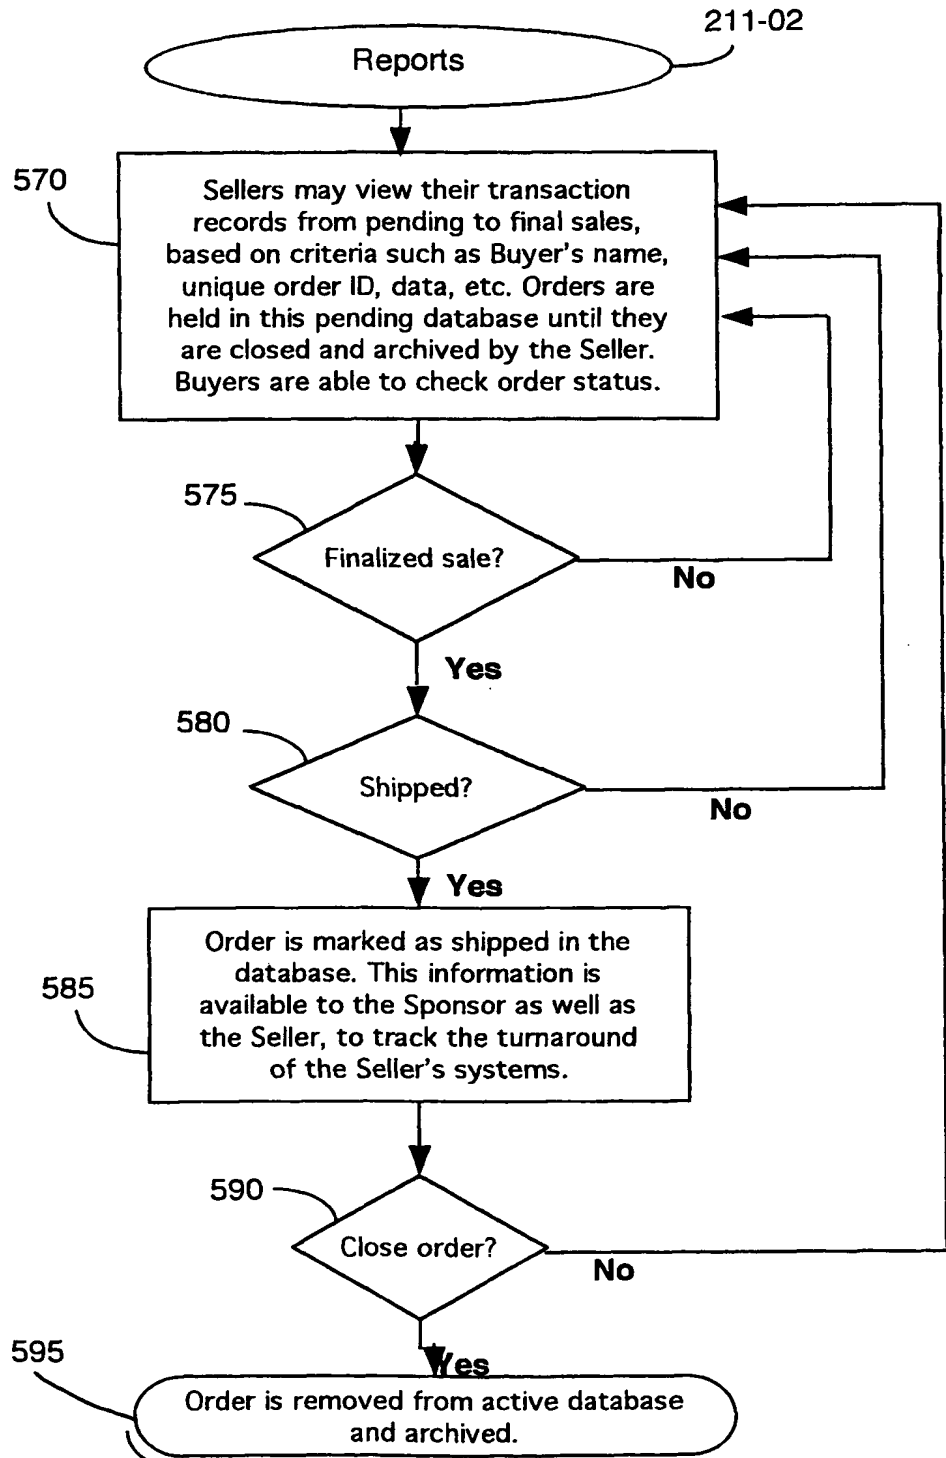 211-02
Reports
570
Sellers may view their transaction
records from pending to final sales,
based on criteria such as Buyer's name,
unique order ID, data, etc. Orders are
held in this pending database until they
are closed and archived by the Seller.
Buyers are able to check order status.
575
Finalized sale?
No
Yes
580
Shipped?
No
Yes
585
Order is marked as shipped in the
database. This information is
available to the Sponsor as well as
the Seller, to track the turnaround
of the Seller's systems.
590
Close order?
No
Yes
595
Order is removed from active database
and archived.